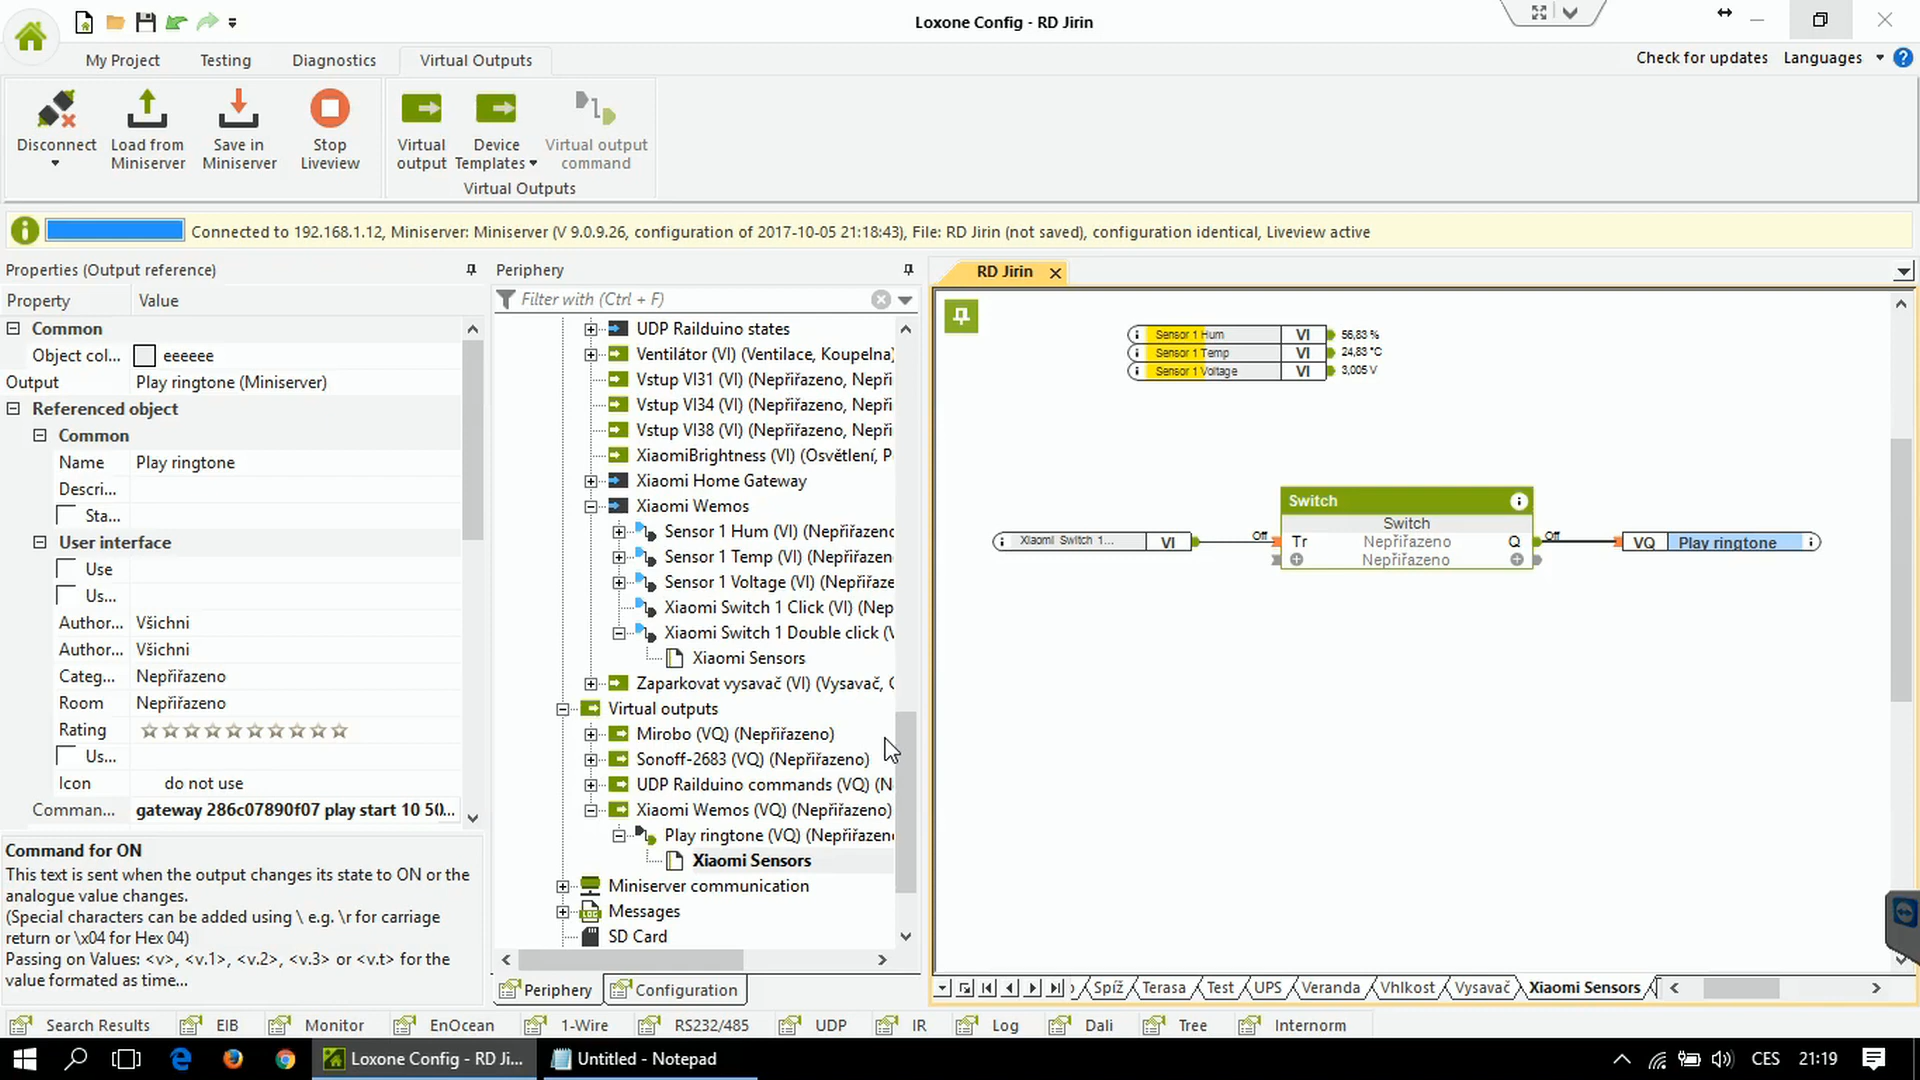 Loxone Config - RD Jirin
My Project
Testing
Diagnostics
Virtual Outputs
Check for updates
Languages
Disconnect
Load from
Miniserver
Save in
Miniserver
Stop
Liveview
Virtual
output
Device
Templates
Virtual output
command
Virtual Outputs
Connected to 192.168.1.12, Miniserver: Miniserver (V 9.0.9.26, configuration of 2017-10-05 21:18:43), File: RD Jirin (not saved), configuration identical, Liveview active
Properties (Output reference)
Property
Value
Common
Object col...
eeeeee
Output
Play ringtone (Miniserver)
Referenced object
Common
Name
Play ringtone
Descri...
Sta...
User interface
Use
Us...
Author...
Všichni
Author...
Všichni
Categ...
Nepřiřazeno
Room
Nepřiřazeno
Rating
Us...
Icon
do not use
Comman...
gateway 286c07890f07 play start 10 50...
Command for ON
This text is sent when the output changes its state to ON or the
analogue value changes.
(Special characters can be added using \ e.g. \r for carriage
return or \x04 for Hex 04)
Passing on Values: <v>, <v.1>, <v.2>, <v.3> or <v.t> for the
value formated as time...
Periphery
Filter with (Ctrl + F)
UDP Railduino states
Ventilátor (VI) (Ventilace, Koupelna)
Vstup VI31 (VI) (Nepřiřazeno, Nepři
Vstup VI34 (VI) (Nepřiřazeno, Nepři
Vstup VI38 (VI) (Nepřiřazeno, Nepři
XiaomiBrightness (VI) (Osvětlení, P
Xiaomi Home Gateway
Xiaomi Wemos
Sensor 1 Hum (VI) (Nepřiřazeno
Sensor 1 Temp (VI) (Nepřiřazen
Sensor 1 Voltage (VI) (Nepřiřaze
Xiaomi Switch 1 Click (VI) (Nep
Xiaomi Switch 1 Double click (V
Xiaomi Sensors
Zaparkovat vysavač (VI) (Vysavač, 
Virtual outputs
Mirobo (VQ) (Nepřiřazeno)
Sonoff-2683 (VQ) (Nepřiřazeno)
UDP Railduino commands (VQ) (N
Xiaomi Wemos (VQ) (Nepřiřazeno)
Play ringtone (VQ) (Nepřiřazen
Xiaomi Sensors
Miniserver communication
Messages
SD Card
Periphery
Configuration
RD Jirin
Sensor 1 Hum
VI
56,83 %
Sensor 1 Temp
VI
24,83 °C
Sensor 1 Voltage
VI
3,005 V
Switch
Switch
Xiaomi Switch 1...
VI
Off
Tr
Nepřiřazeno
Q
Off
VQ
Play ringtone
Nepřiřazeno
Spíž
Terasa
Test
UPS
Veranda
Vhlkost
Vysavač
Xiaomi Sensors
Search Results
EIB
Monitor
EnOcean
1-Wire
RS232/485
UDP
IR
Log
Dali
Tree
Internorm
Loxone Config - RD Ji...
Untitled - Notepad
CES
21:19